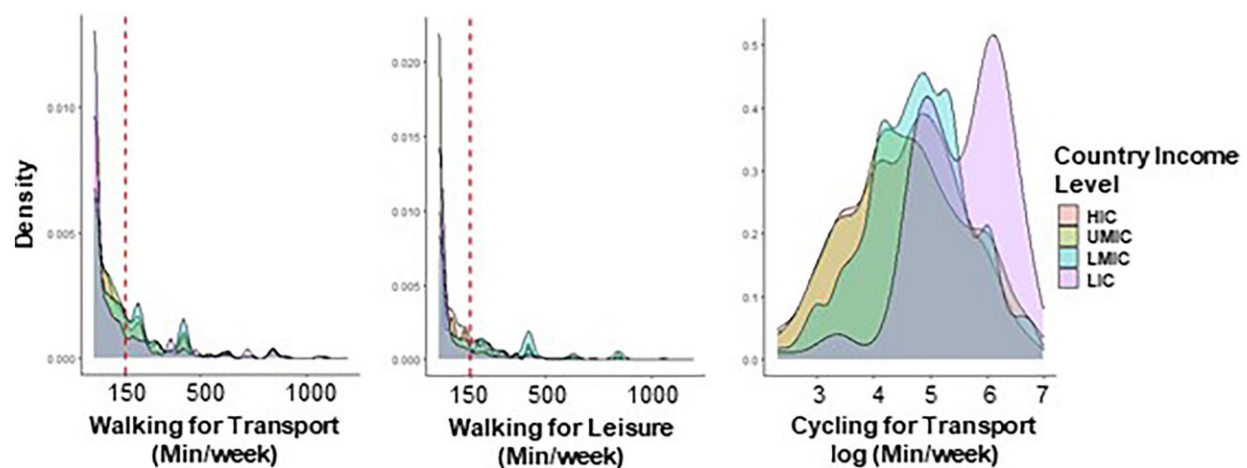 Density
0.010
0.005
0.000
150 500 1000
Walking for Transport
(Min/week)
0.020
0.015
0.010
0.005
0.000
150 500 1000
Walking for Leisure
(Min/week)
0.5
0.4
0.3
0.2
0.1
0.0
3 4 5 6 7
Cycling for Transport
log (Min/week)
Country Income
Level
HIC
UMIC
LMIC
LIC